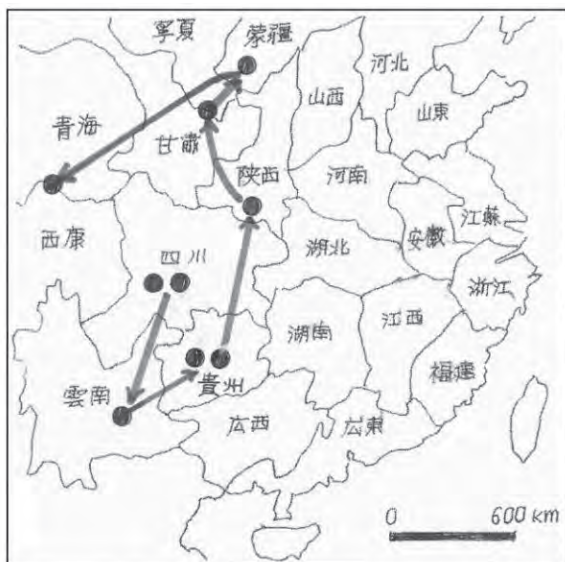 寧夏
蒙疆
河北
山西
山東
青海
甘肅
陝西
河南
江蘇
安徽
西康
四川
湖北
浙江
湖南
江西
貴州
福建
雲南
広西
広東
0 600 km